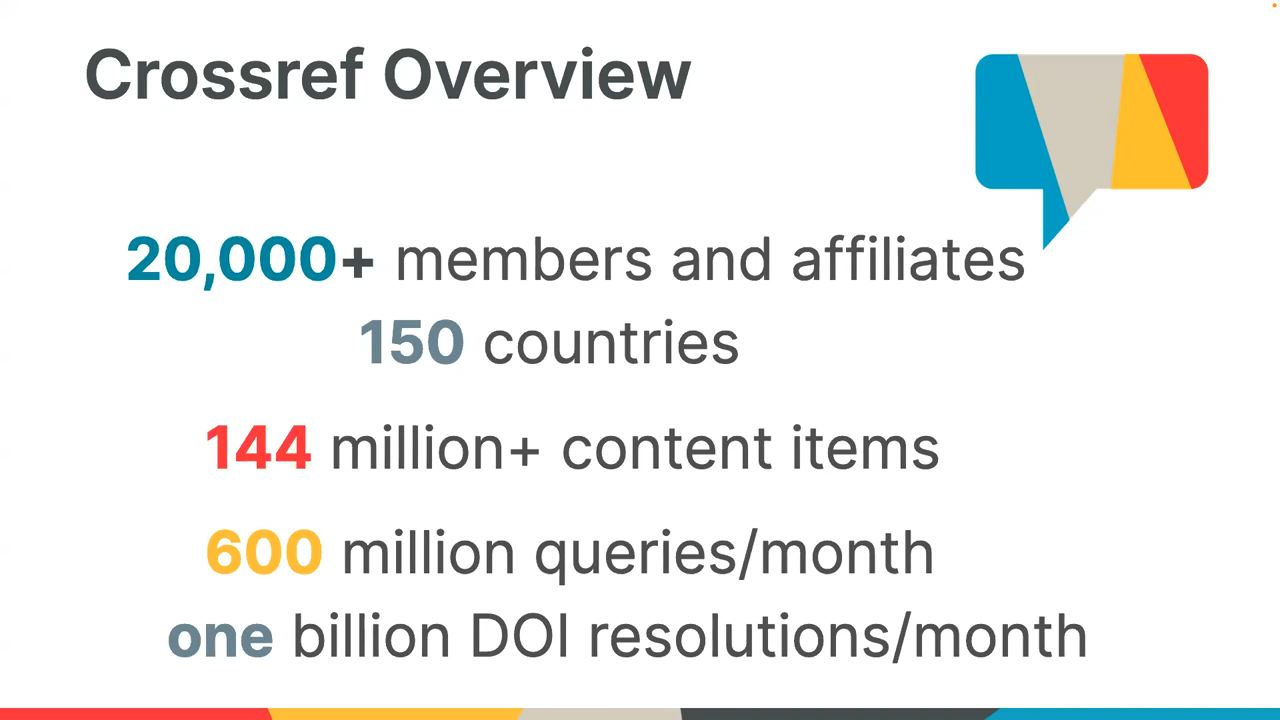 Crossref Overview
20,000+ members and affiliates
150 countries
144 million+ content items
600 million queries/month
one billion DOI resolutions/month